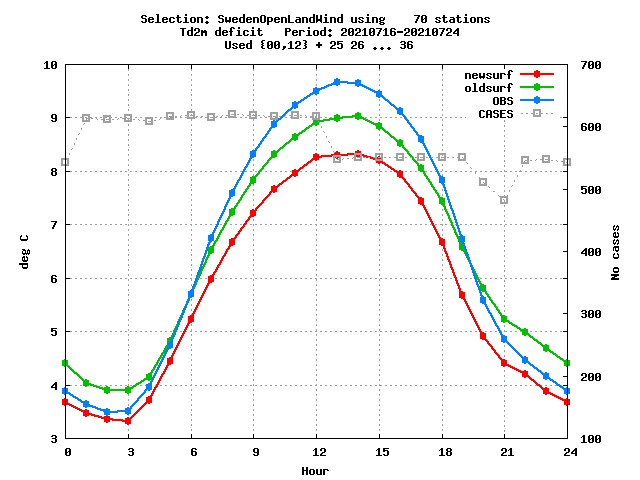 Selection: SwedenOpenLandWind using    70 stations
Td2m deficit   Period: 20210716-20210724
Used {00,12} + 25 26 ... 36
newsurf
oldsurf
OBS
CASES
10
9
8
7
6
5
4
3
deg C
700
600
500
400
300
200
100
No cases
0 3 6 9 12 15 18 21 24
Hour